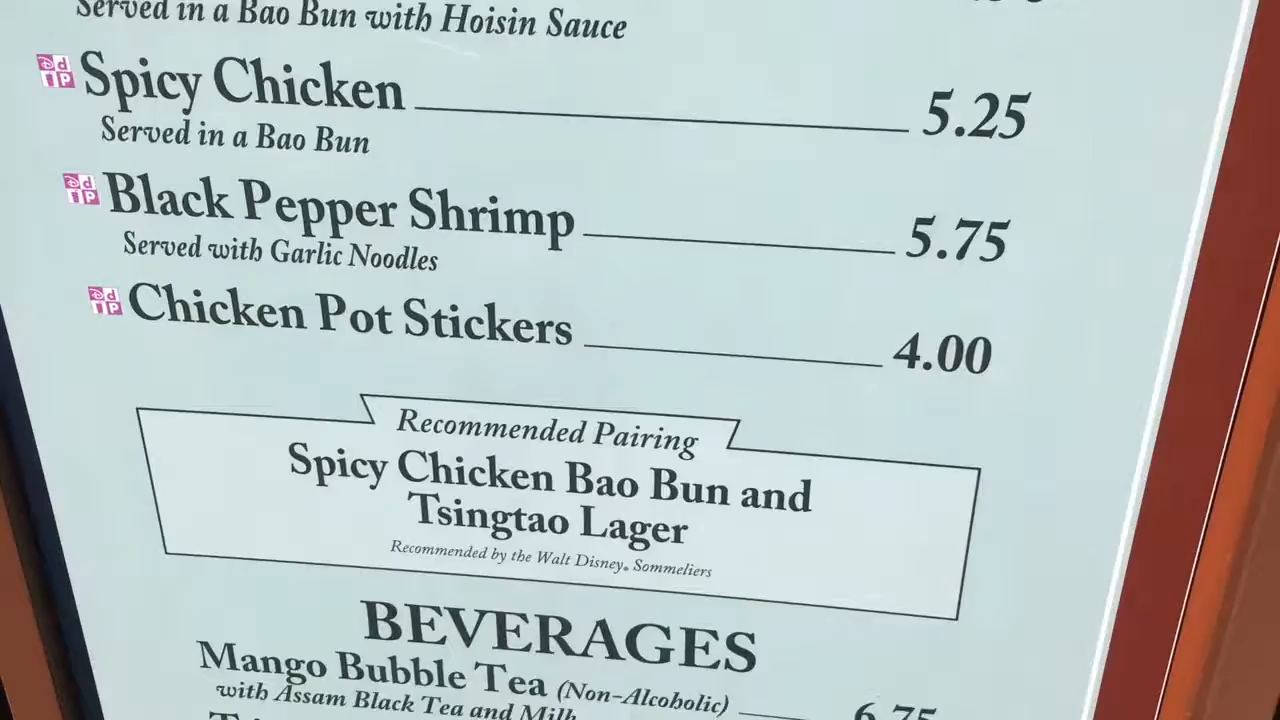 Served in a Bao Bun with Hoisin Sauce
Spicy Chicken 5.25
Served in a Bao Bun
Black Pepper Shrimp 5.75
Served with Garlic Noodles
Chicken Pot Stickers 4.00
Recommended Pairing
Spicy Chicken Bao Bun and
Tsingtao Lager
Recommended by the Walt Disney® Sommeliers
BEVERAGES
Mango Bubble Tea (Non-Alcoholic) 6.75
with Assam Black Tea and Milk